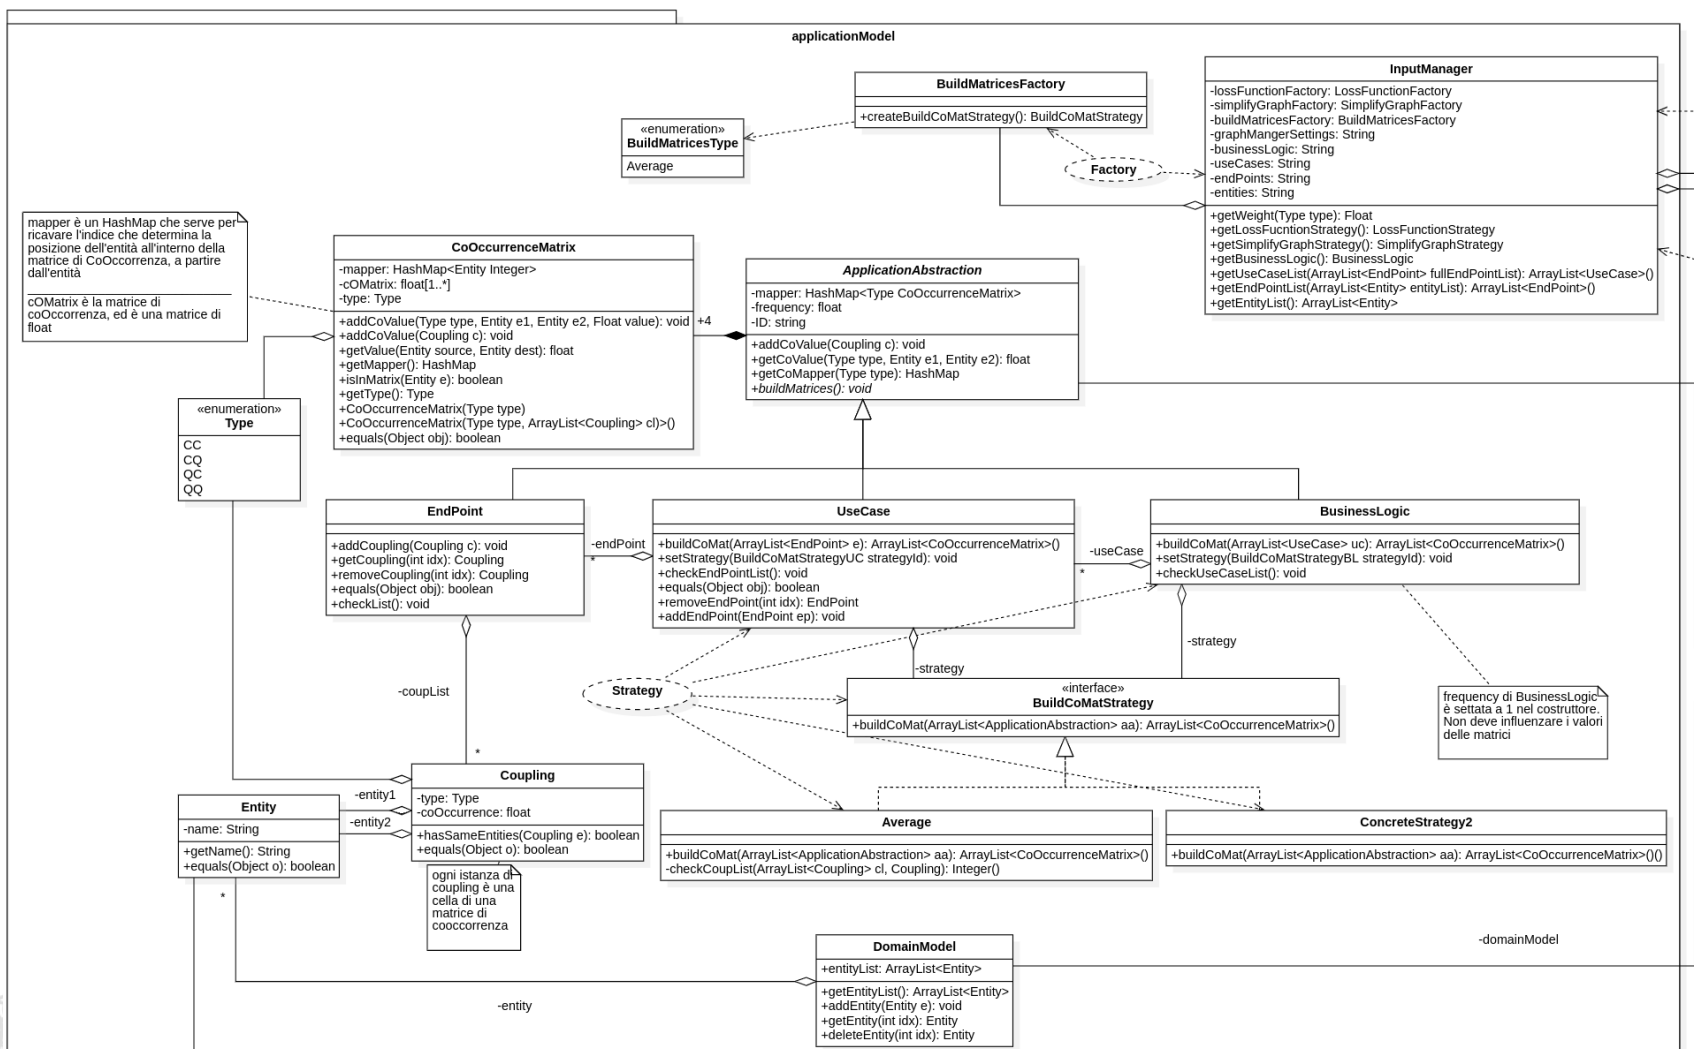 applicationModel
BuildMatricesFactory
+createBuildCoMatStrategy(): BuildCoMatStrategy
«enumeration»
BuildMatricesType
Average
Factory
InputManager
-lossFunctionFactory: LossFunctionFactory
-simplifyGraphFactory: SimplifyGraphFactory
-buildMatricesFactory: BuildMatricesFactory
-graphMangerSettings: String
-businessLogic: String
-useCases: String
-endPoints: String
-entities: String
+getWeight(Type type): Float
+getLossFucntionStrategy(): LossFunctionStrategy
+getSimplifyGraphStrategy(): SimplifyGraphStrategy
+getBusinessLogic(): BusinessLogic
+getUseCaseList(ArrayList<EndPoint> fullEndPointList): ArrayList<UseCase>()
+getEndPointList(ArrayList<Entity> entityList): ArrayList<EndPoint>()
+getEntityList(): ArrayList<Entity>
mapper è un HashMap che serve per
ricavare l'indice che determina la
posizione dell'entità all'interno della
matrice di CoOccorrenza, a partire
dall'entità
cOMatrix è la matrice di
coOccorrenza, ed è una matrice di
float
CoOccurrenceMatrix
-mapper: HashMap<Entity Integer>
-cOMatrix: float[1..*]
-type: Type
+addCoValue(Type type, Entity e1, Entity e2, Float value): void
+addCoValue(Coupling c): void
+getValue(Entity source, Entity dest): float
+getMapper(): HashMap
+isInMatrix(Entity e): boolean
+getType(): Type
+CoOccurrenceMatrix(Type type)
+CoOccurrenceMatrix(Type type, ArrayList<Coupling> cl)>()
+equals(Object obj): boolean
+4
ApplicationAbstraction
-mapper: HashMap<Type CoOccurrenceMatrix>
-frequency: float
-ID: string
+addCoValue(Coupling c): void
+getCoValue(Type type, Entity e1, Entity e2): float
+getCoMapper(Type type): HashMap
+buildMatrices(): void
«enumeration»
Type
CC
CQ
QC
QQ
EndPoint
+addCoupling(Coupling c): void
+getCoupling(int idx): Coupling
+removeCoupling(int idx): Coupling
+equals(Object obj): boolean
+checkList(): void
-endPoint
*
UseCase
+buildCoMat(ArrayList<EndPoint> e): ArrayList<CoOccurrenceMatrix>()
+setStrategy(BuildCoMatStrategyUC strategyId): void
+checkEndPointList(): void
+equals(Object obj): boolean
+removeEndPoint(int idx): EndPoint
+addEndPoint(EndPoint ep): void
-useCase
*
BusinessLogic
+buildCoMat(ArrayList<UseCase> uc): ArrayList<CoOccurrenceMatrix>()
+setStrategy(BuildCoMatStrategyBL strategyId): void
+checkUseCaseList(): void
-strategy
-strategy
-coupList
*
Strategy
«interface»
BuildCoMatStrategy
+buildCoMat(ArrayList<ApplicationAbstraction> aa): ArrayList<CoOccurrenceMatrix>()
frequency di BusinessLogic
è settata a 1 nel costruttore.
Non deve influenzare i valori
delle matrici
Coupling
-type: Type
-coOccurrence: float
+hasSameEntities(Coupling e): boolean
+equals(Object o): boolean
-entity1
-entity2
Entity
-name: String
+getName(): String
+equals(Object o): boolean
*
ogni istanza di
coupling è una
cella di una
matrice di
cooccorrenza
Average
+buildCoMat(ArrayList<ApplicationAbstraction> aa): ArrayList<CoOccurrenceMatrix>()
-checkCoupList(ArrayList<Coupling> cl, Coupling): Integer()
ConcreteStrategy2
+buildCoMat(ArrayList<ApplicationAbstraction> aa): ArrayList<CoOccurrenceMatrix>()()
DomainModel
+entityList: ArrayList<Entity>
+getEntityList(): ArrayList<Entity>
+addEntity(Entity e): void
+getEntity(int idx): Entity
+deleteEntity(int idx): Entity
-domainModel
-entity